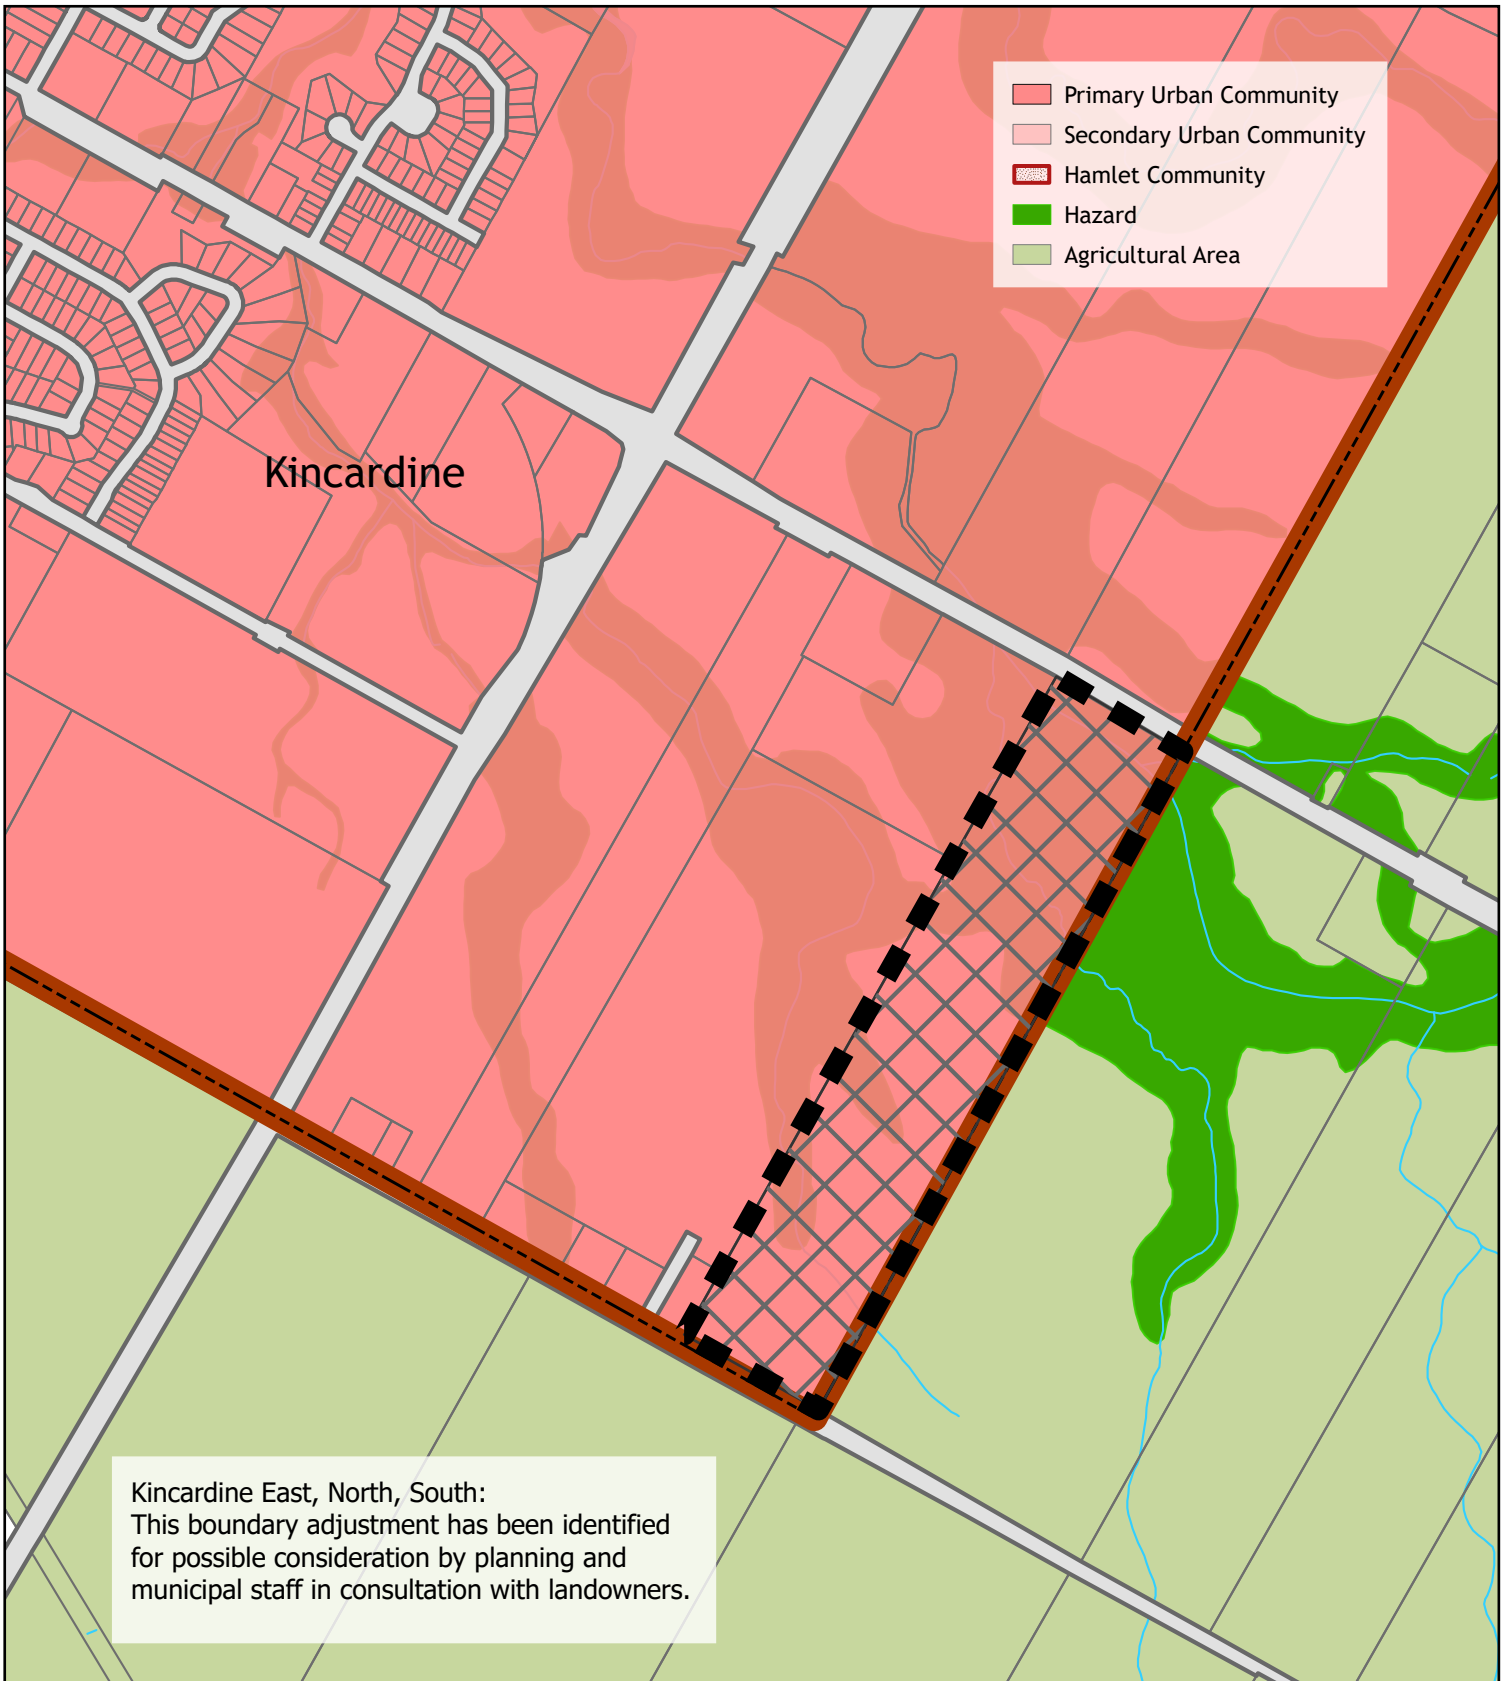 Primary Urban Community
Secondary Urban Community
Hamlet Community
Hazard
Agricultural Area
Kincardine
Kincardine East, North, South:
This boundary adjustment has been identified
for possible consideration by planning and
municipal staff in consultation with landowners.